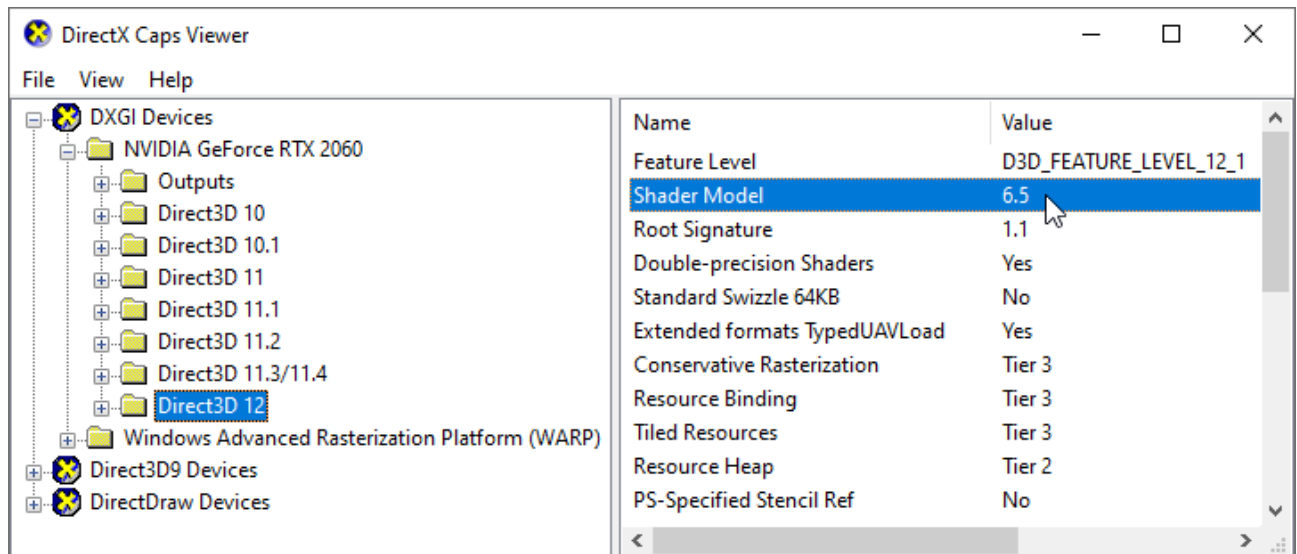 DirectX Caps Viewer
File View Help
DXGI Devices
NVIDIA GeForce RTX 2060
Outputs
Direct3D 10
Direct3D 10.1
Direct3D 11
Direct3D 11.1
Direct3D 11.2
Direct3D 11.3/11.4
Direct3D 12
Windows Advanced Rasterization Platform (WARP)
Direct3D9 Devices
DirectDraw Devices
Name Value
Feature Level D3D_FEATURE_LEVEL_12_1
Shader Model 6.5
Root Signature 1.1
Double-precision Shaders Yes
Standard Swizzle 64KB No
Extended formats TypedUAVLoad Yes
Conservative Rasterization Tier 3
Resource Binding Tier 3
Tiled Resources Tier 3
Resource Heap Tier 2
PS-Specified Stencil Ref No